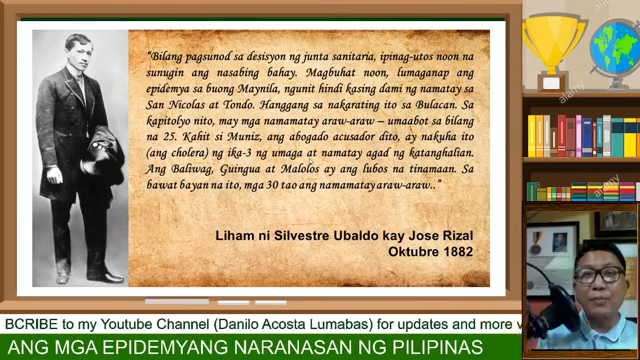 "Bilang pagsunod sa desisyon ng junta sanitaria, ipinag-utos noon na
sunugin ang nasabing bahay. Magbuhat noon, lumaganap ang
epidemya sa buong Maynila, ngunit hindi kasing dami ng namatay sa
San Nicolas at Tondo. Hanggang sa nakarating ito sa Bulacan. Sa
kapitolyo nito, may mga namamatay araw-araw – umaabot sa bilang
na 25. Kahit si Muniz, ang abogado acusador dito, ay nakuha ito
(ang cholera) ng ika-3 ng umaga at namatay agad ng katanghalian.
Ang Baliwag, Guingua at Malolos ay ang lubos na tinamaan. Sa
bawat bayan na ito, mga 30 tao ang namamatay araw-araw.."
Liham ni Silvestre Ubaldo kay Jose Rizal
Oktubre 1882
alamy
alamy
BCRIBE to my Youtube Channel (Danilo Acosta Lumabas) for updates and more v
ANG MGA EPIDEMYANG NARANASAN NG PILIPINAS